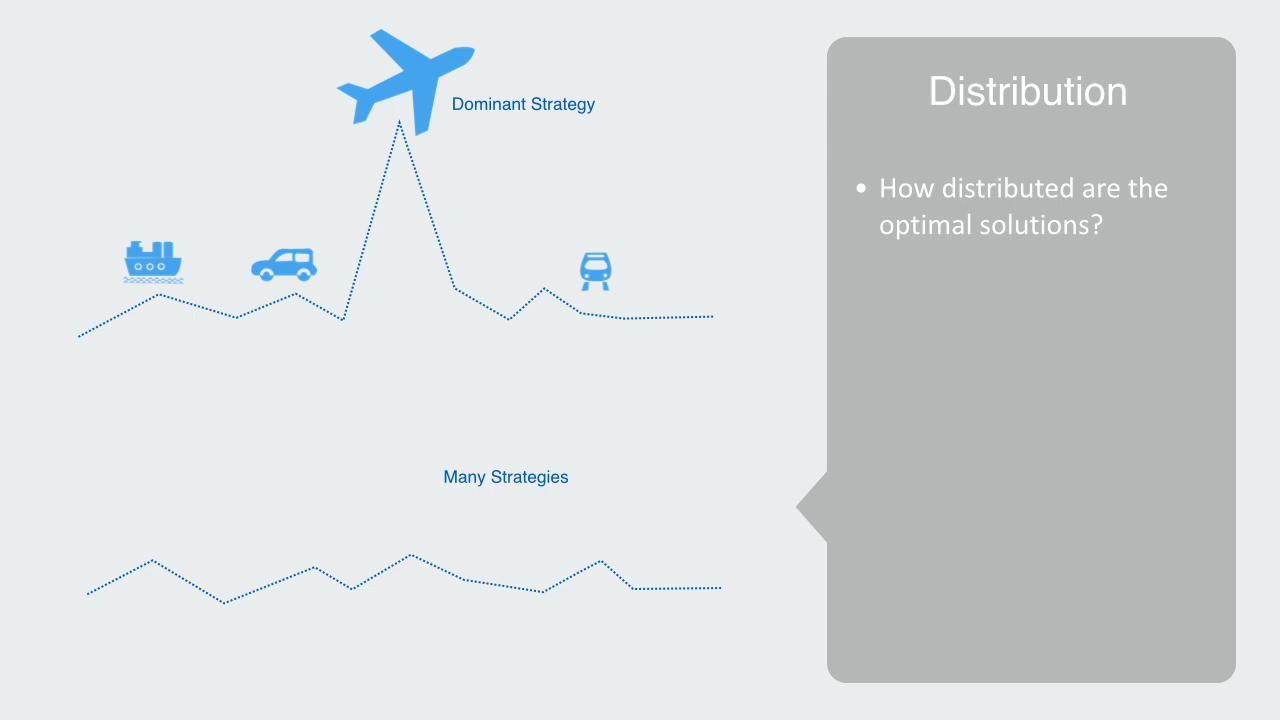 Dominant Strategy
Many Strategies
Distribution
• How distributed are the
optimal solutions?